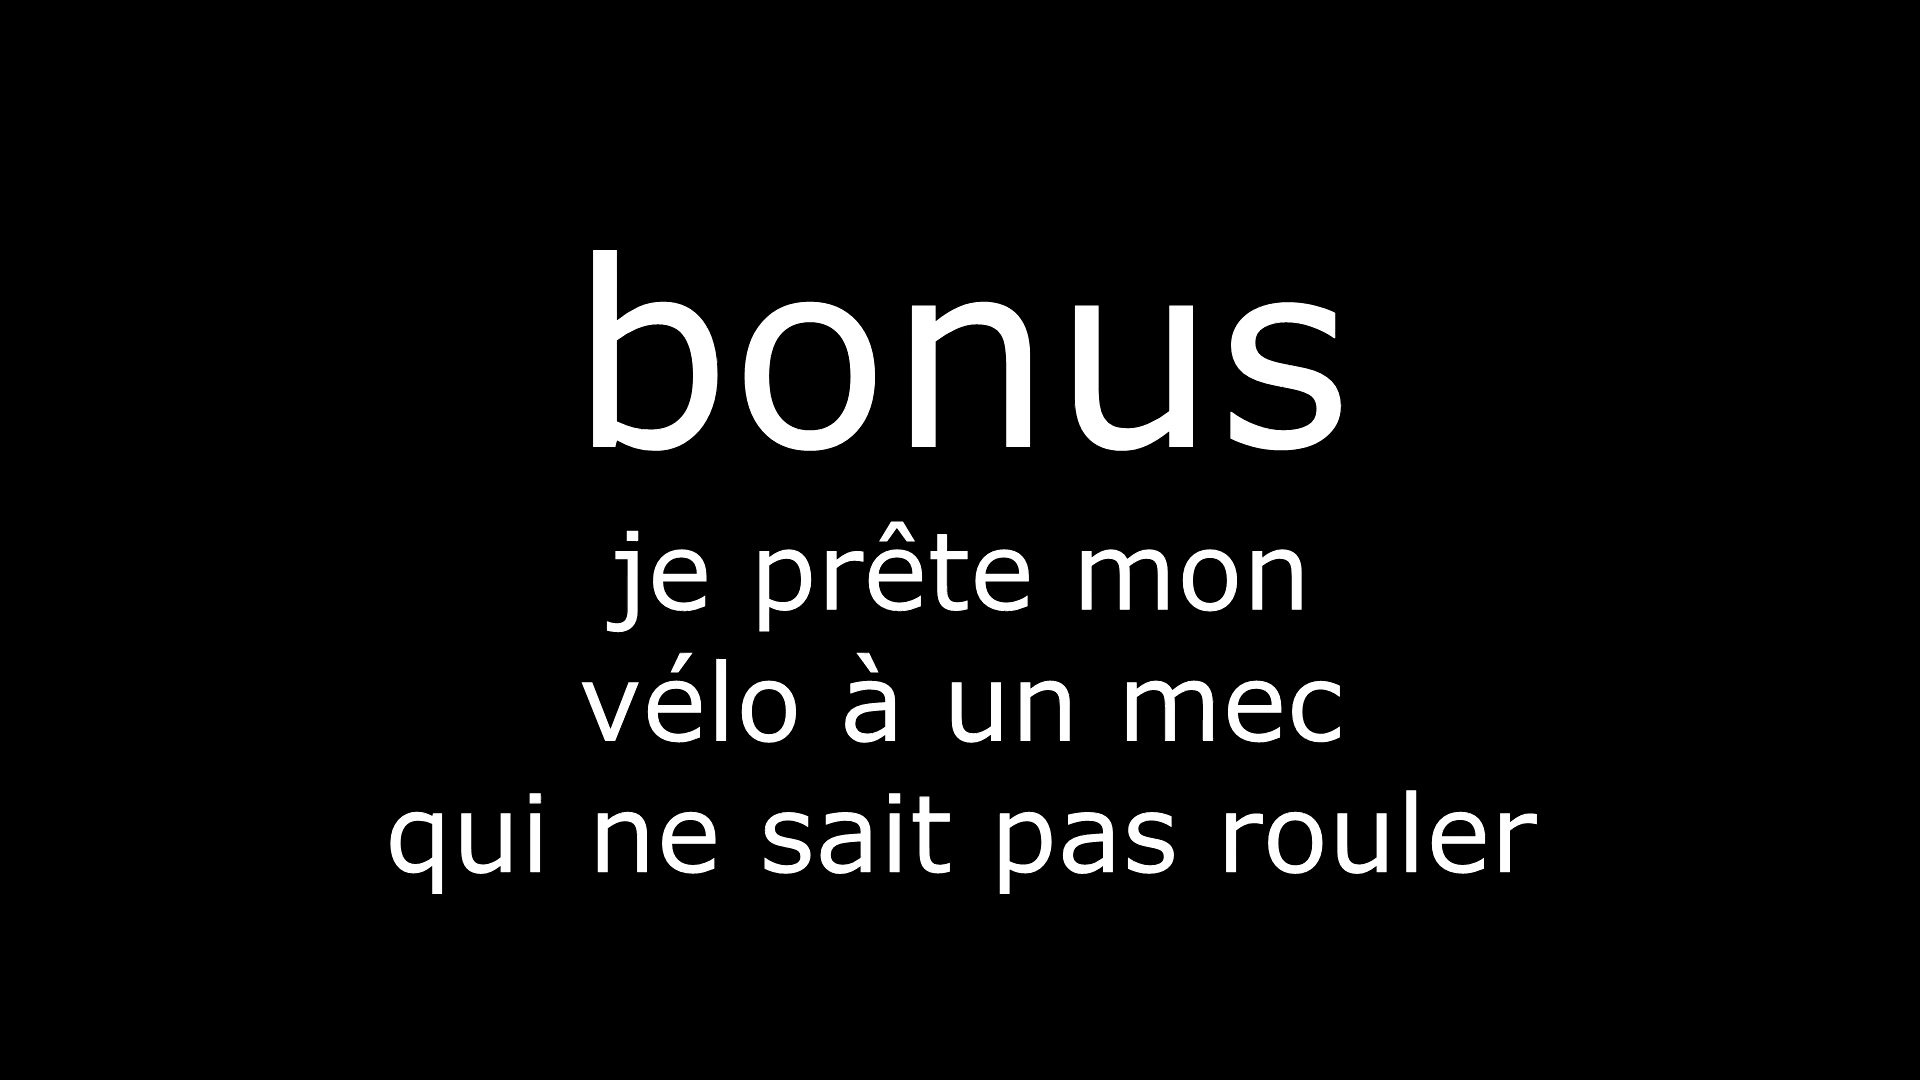 bonus
je prête mon
vélo à un mec
qui ne sait pas rouler